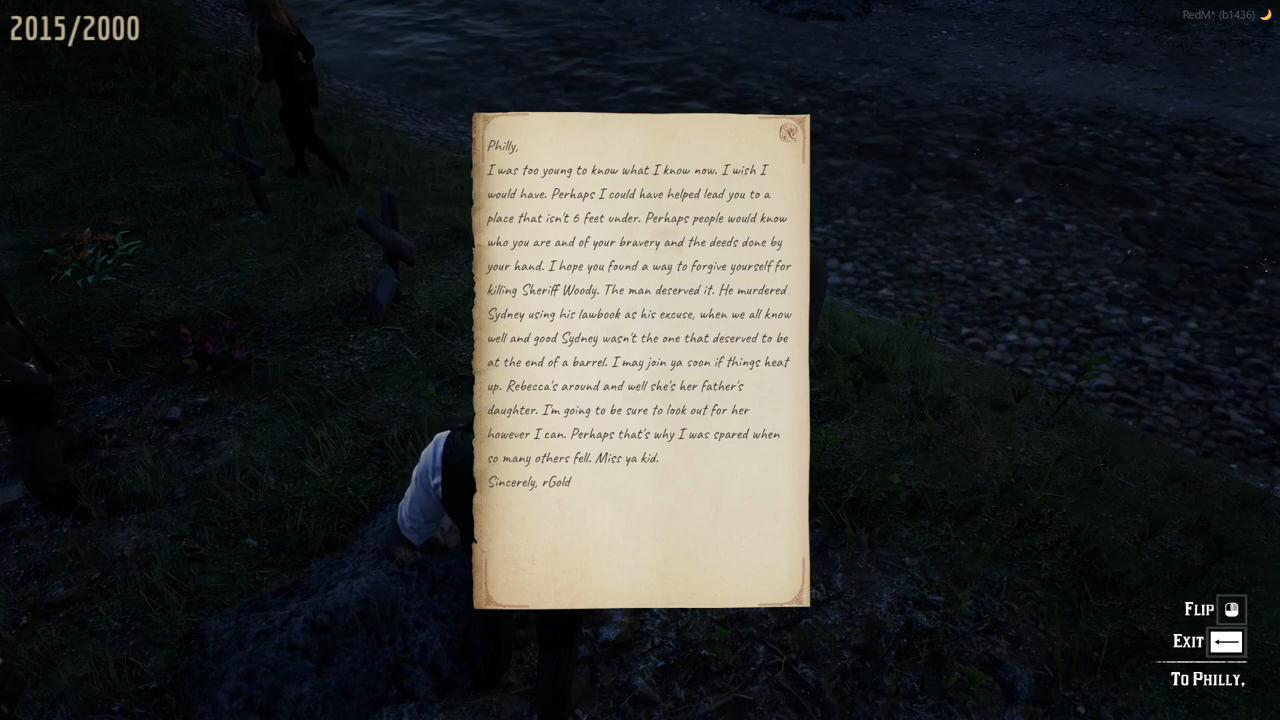 2015/2000
RedM* (b1436)
Philly,
I was too young to know what I know now. I wish I
would have. Perhaps I could have helped lead you to a
place that isn't 6 feet under. Perhaps people would know
who you are and of your bravery and the deeds done by
your hand. I hope you found a way to forgive yourself for
killing Sheriff Woody. The man deserved it. He murdered
Sydney using his lawbook as his excuse, when we all know
well and good Sydney wasn't the one that deserved to be
at the end of a barrel. I may join ya soon if things heat
up. Rebecca's around and well she's her father's
daughter. I'm going to be sure to look out for her
however I can. Perhaps that's why I was spared when
so many others fell. Miss ya kid.
Sincerely, rGold
FLIP
EXIT
TO PHILLY,